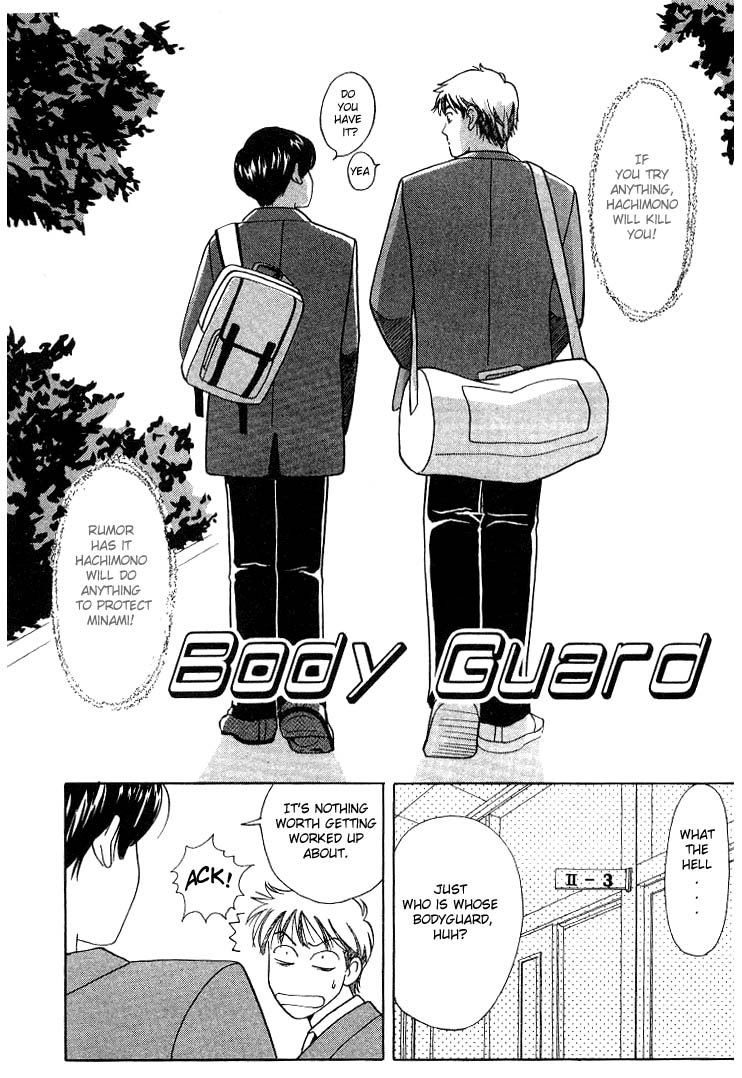 IF
YOU TRY
ANYTHING,
HACHIMONO
WILL KILL
YOU!
DO
YOU
HAVE
IT?
YEA
RUMOR
HAS IT
HACHIMONO
WILL DO
ANYTHING
TO PROTECT
MINAMI!
Body Guard
WHAT
THE
HELL
.
.
.
II-3
JUST
WHO IS WHOSE
BODYGUARD,
HUH?
IT'S NOTHING
WORTH GETTING
WORKED UP
ABOUT.
ACK!